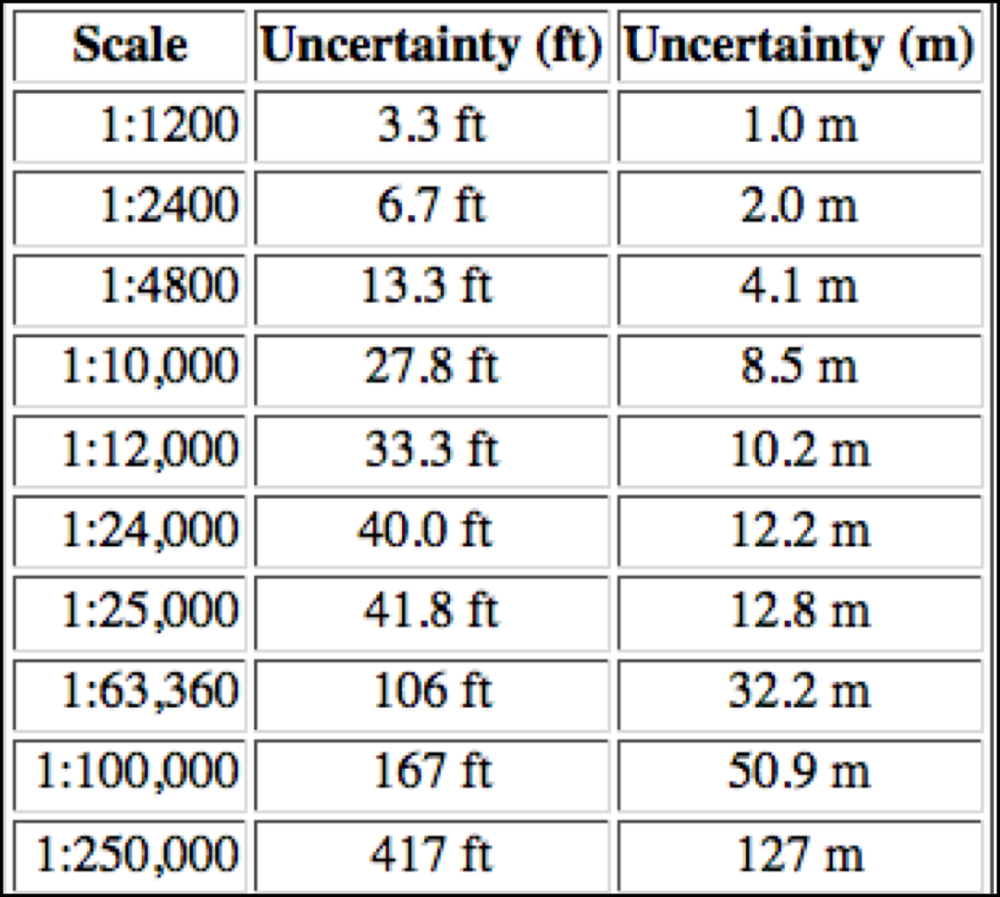 Scale Uncertainty (ft) Uncertainty (m)
1:1200 3.3 ft 1.0 m
1:2400 6.7 ft 2.0 m
1:4800 13.3 ft 4.1 m
1:10,000 27.8 ft 8.5 m
1:12,000 33.3 ft 10.2 m
1:24,000 40.0 ft 12.2 m
1:25,000 41.8 ft 12.8 m
1:63,360 106 ft 32.2 m
1:100,000 167 ft 50.9 m
1:250,000 417 ft 127 m